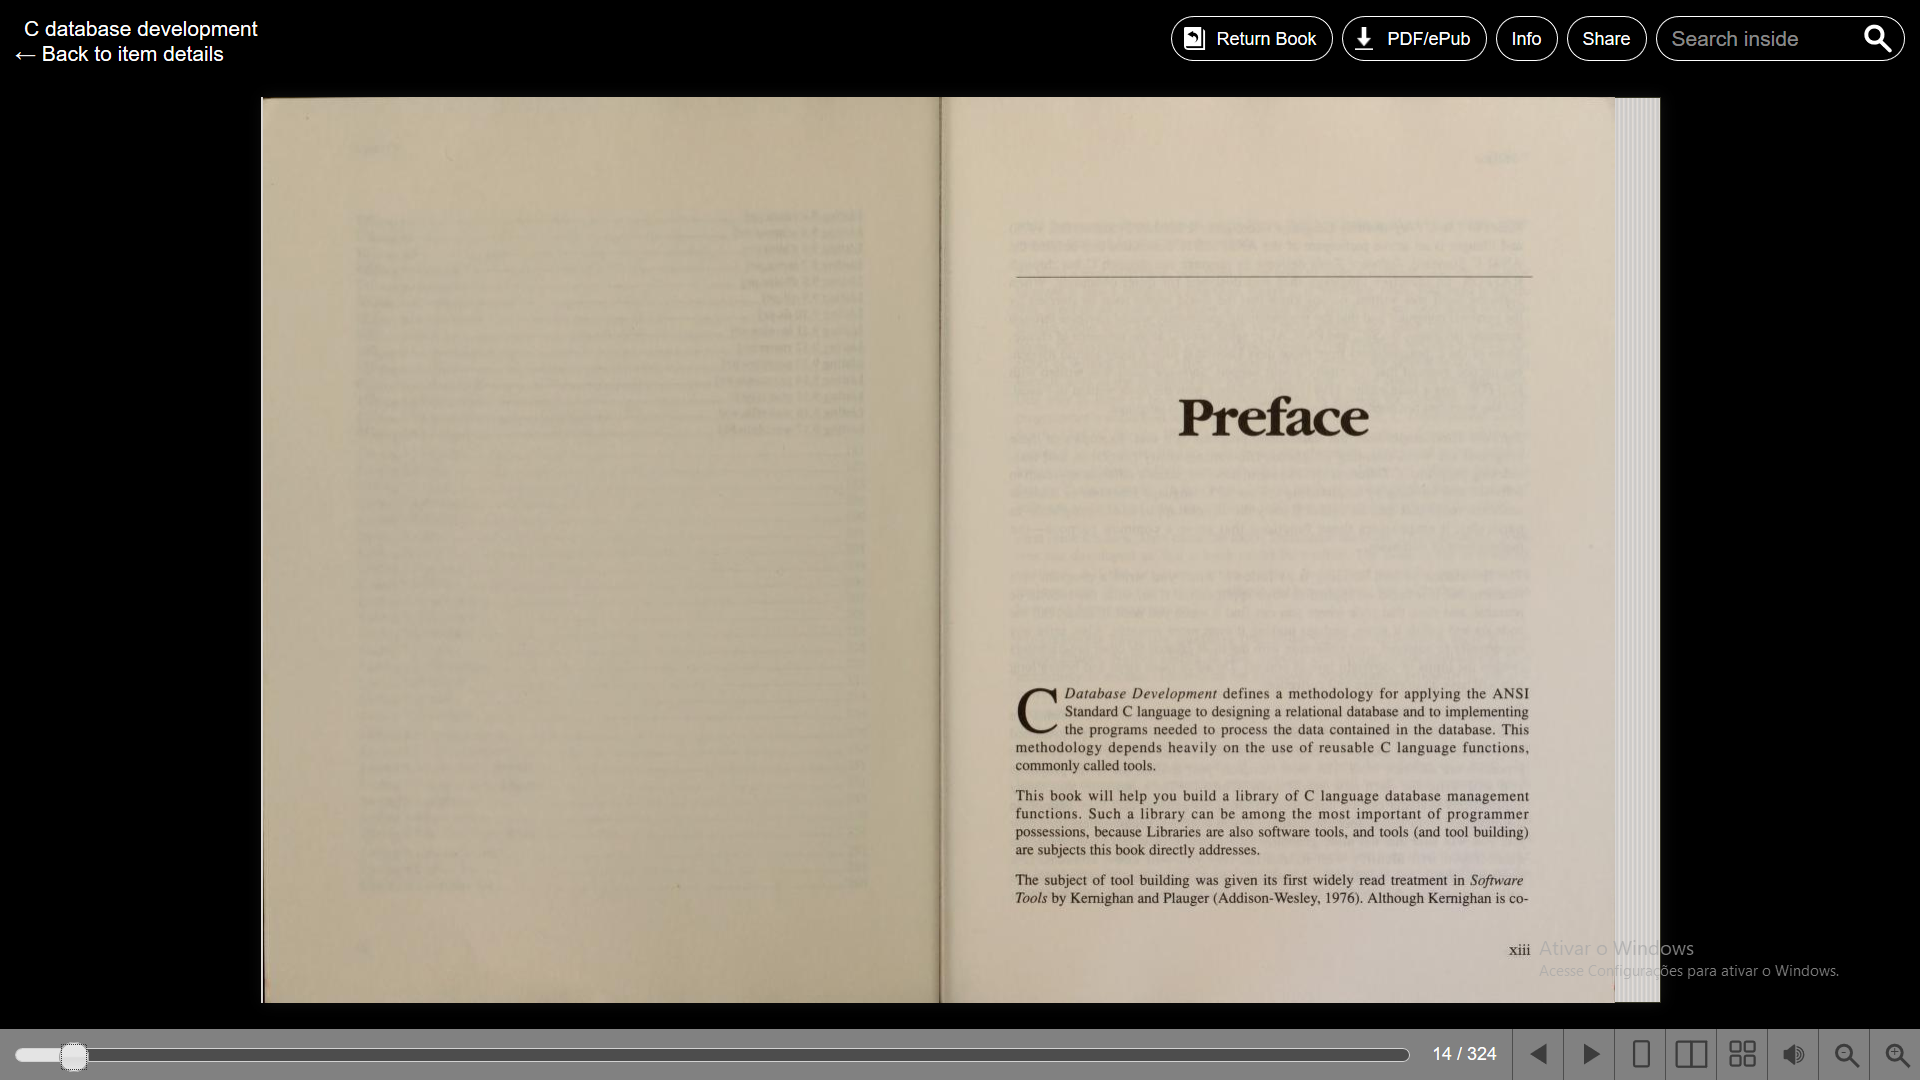 C database development
← Back to item details
Return Book
PDF/ePub
Info
Share
Search inside
Preface
C Database Development defines a methodology for applying the ANSI
Standard C language to designing a relational database and to implementing
the programs needed to process the data contained in the database. This
methodology depends heavily on the use of reusable C language functions,
commonly called tools.
This book will help you build a library of C language database management
functions. Such a library can be among the most important of programmer
possessions, because Libraries are also software tools, and tools (and tool building)
are subjects this book directly addresses.
The subject of tool building was given its first widely read treatment in Software
Tools by Kernighan and Plauger (Addison-Wesley, 1976). Although Kernighan is co-
xiii
Ativar o Windows
Acesse Configurações para ativar o Windows.
14 / 324